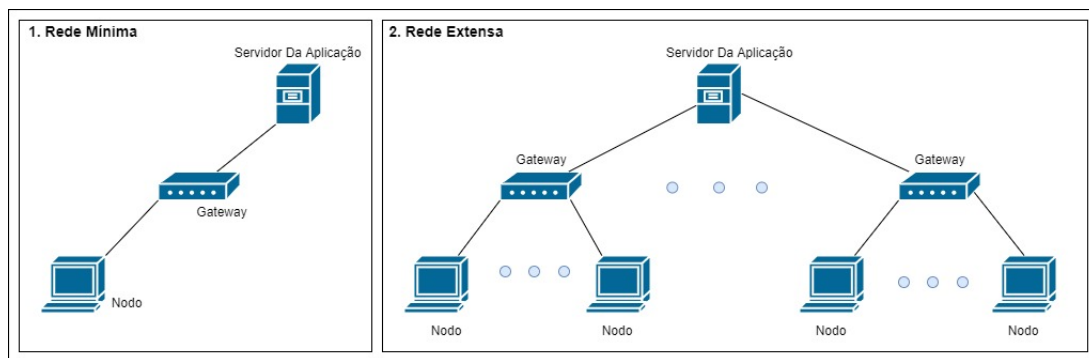 1. Rede Mínima
Servidor Da Aplicação
Gateway
Nodo
2. Rede Extensa
Servidor Da Aplicação
Gateway
Gateway
Nodo
Nodo
Nodo
Nodo